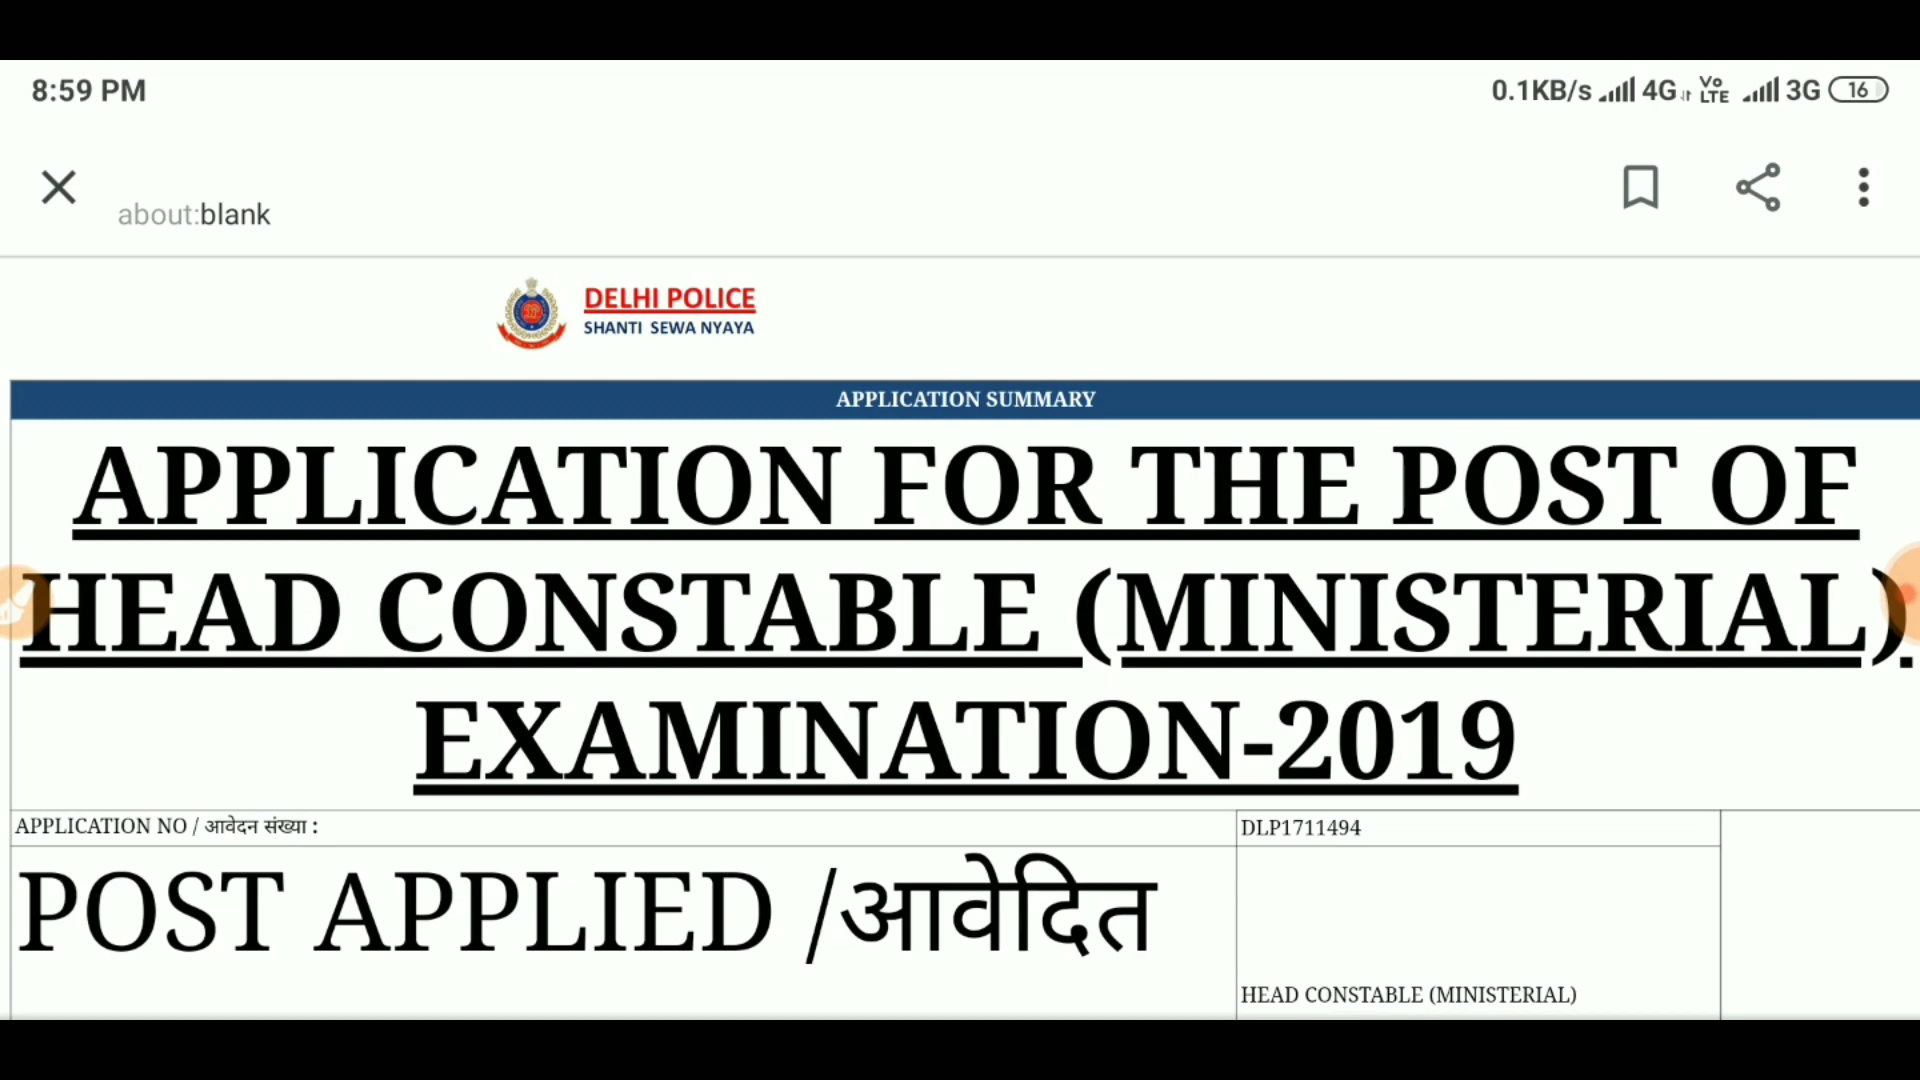 8:59 PM
0.1KB/s 4G Vo LTE 3G 16
about:blank
DELHI POLICE
SHANTI SEWA NYAYA
APPLICATION SUMMARY
APPLICATION FOR THE POST OF
HEAD CONSTABLE (MINISTERIAL).
EXAMINATION-2019
APPLICATION NO / आवेदन संख्या :
DLP1711494
POST APPLIED /आवेदित
HEAD CONSTABLE (MINISTERIAL)